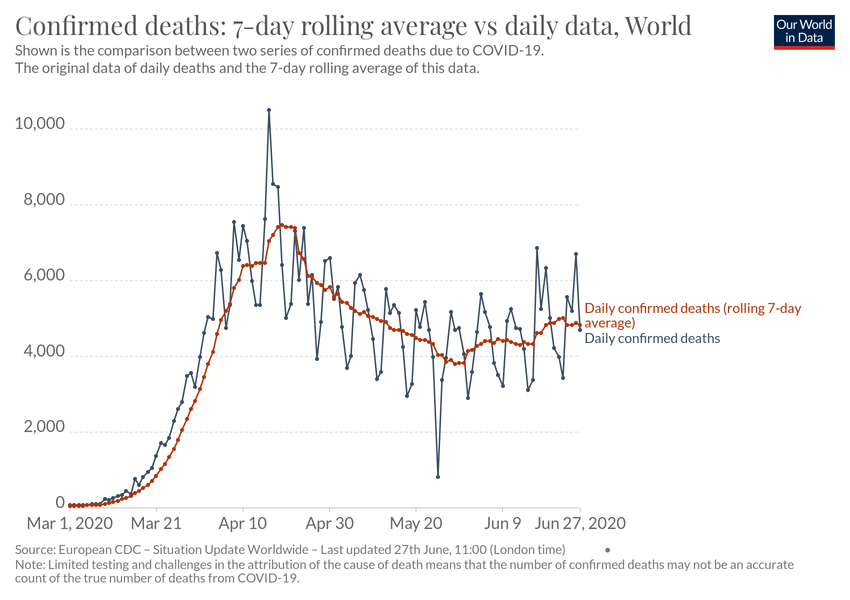 Confirmed deaths: 7-day rolling average vs daily data, World
Our World
in Data
Shown is the comparison between two series of confirmed deaths due to COVID-19.
The original data of daily deaths and the 7-day rolling average of this data.
10,000
8,000
6,000
4,000
2,000
0
Daily confirmed deaths (rolling 7-day
average)
Daily confirmed deaths
Mar 1, 2020
Mar 21
Apr 10
Apr 30
May 20
Jun 9
Jun 27, 2020
Source: European CDC – Situation Update Worldwide – Last updated 27th June, 11:00 (London time)
Note: Limited testing and challenges in the attribution of the cause of death means that the number of confirmed deaths may not be an accurate
count of the true number of deaths from COVID-19.